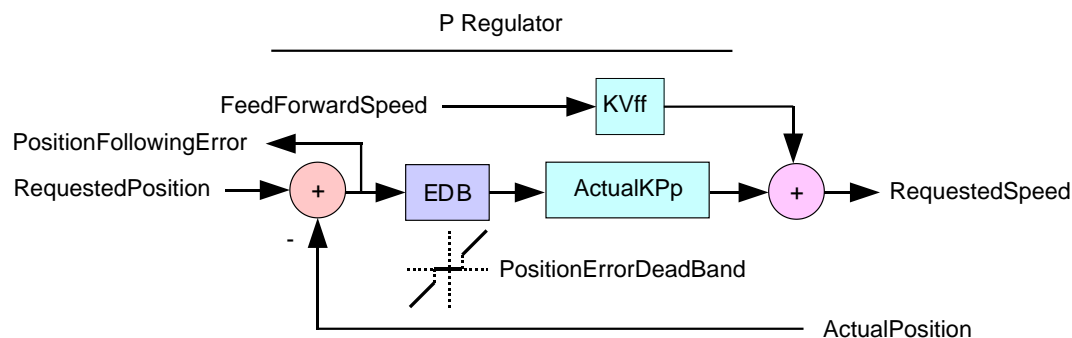 P Regulator
FeedForwardSpeed
KVff
PositionFollowingError
RequestedPosition
+
EDB
ActualKPp
+
RequestedSpeed
-
PositionErrorDeadBand
ActualPosition